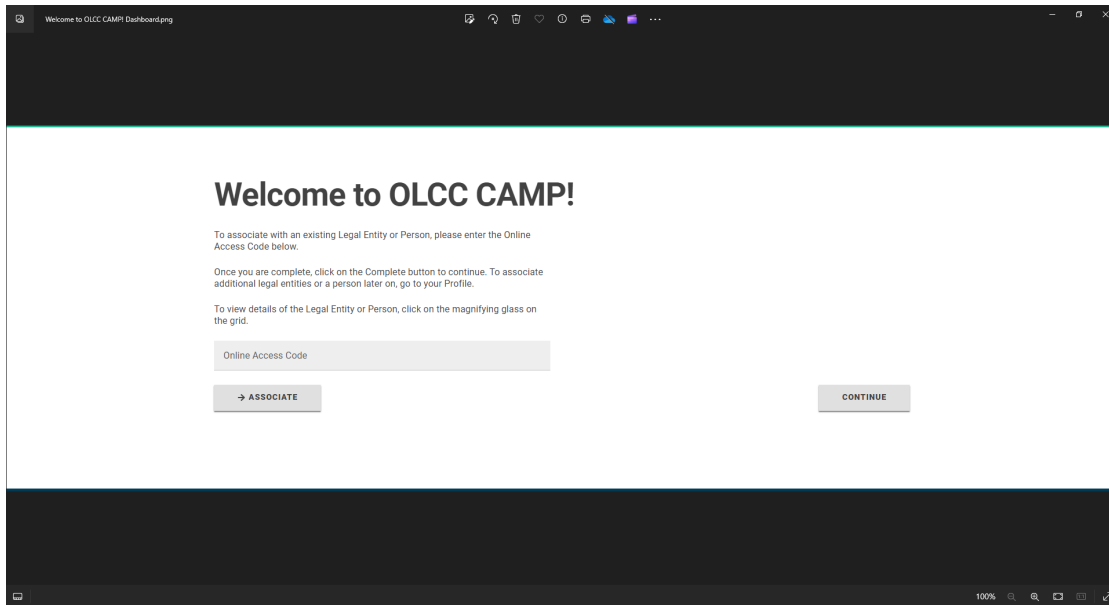 Welcome to OLCC CAMP! Dashboard.png
Welcome to OLCC CAMP!
To associate with an existing Legal Entity or Person, please enter the Online
Access Code below.
Once you are complete, click on the Complete button to continue. To associate
additional legal entities or a person later on, go to your Profile.
To view details of the Legal Entity or Person, click on the magnifying glass on
the grid.
Online Access Code
→ ASSOCIATE
CONTINUE
100%